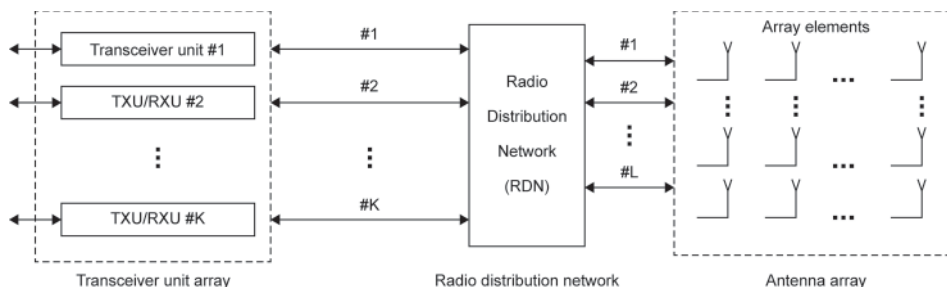 Transceiver unit #1
TXU/RXU #2
TXU/RXU #K
Transceiver unit array
#1
#2
#K
Radio
Distribution
Network
(RDN)
Radio distribution network
#1
#2
#L
Array elements
Antenna array